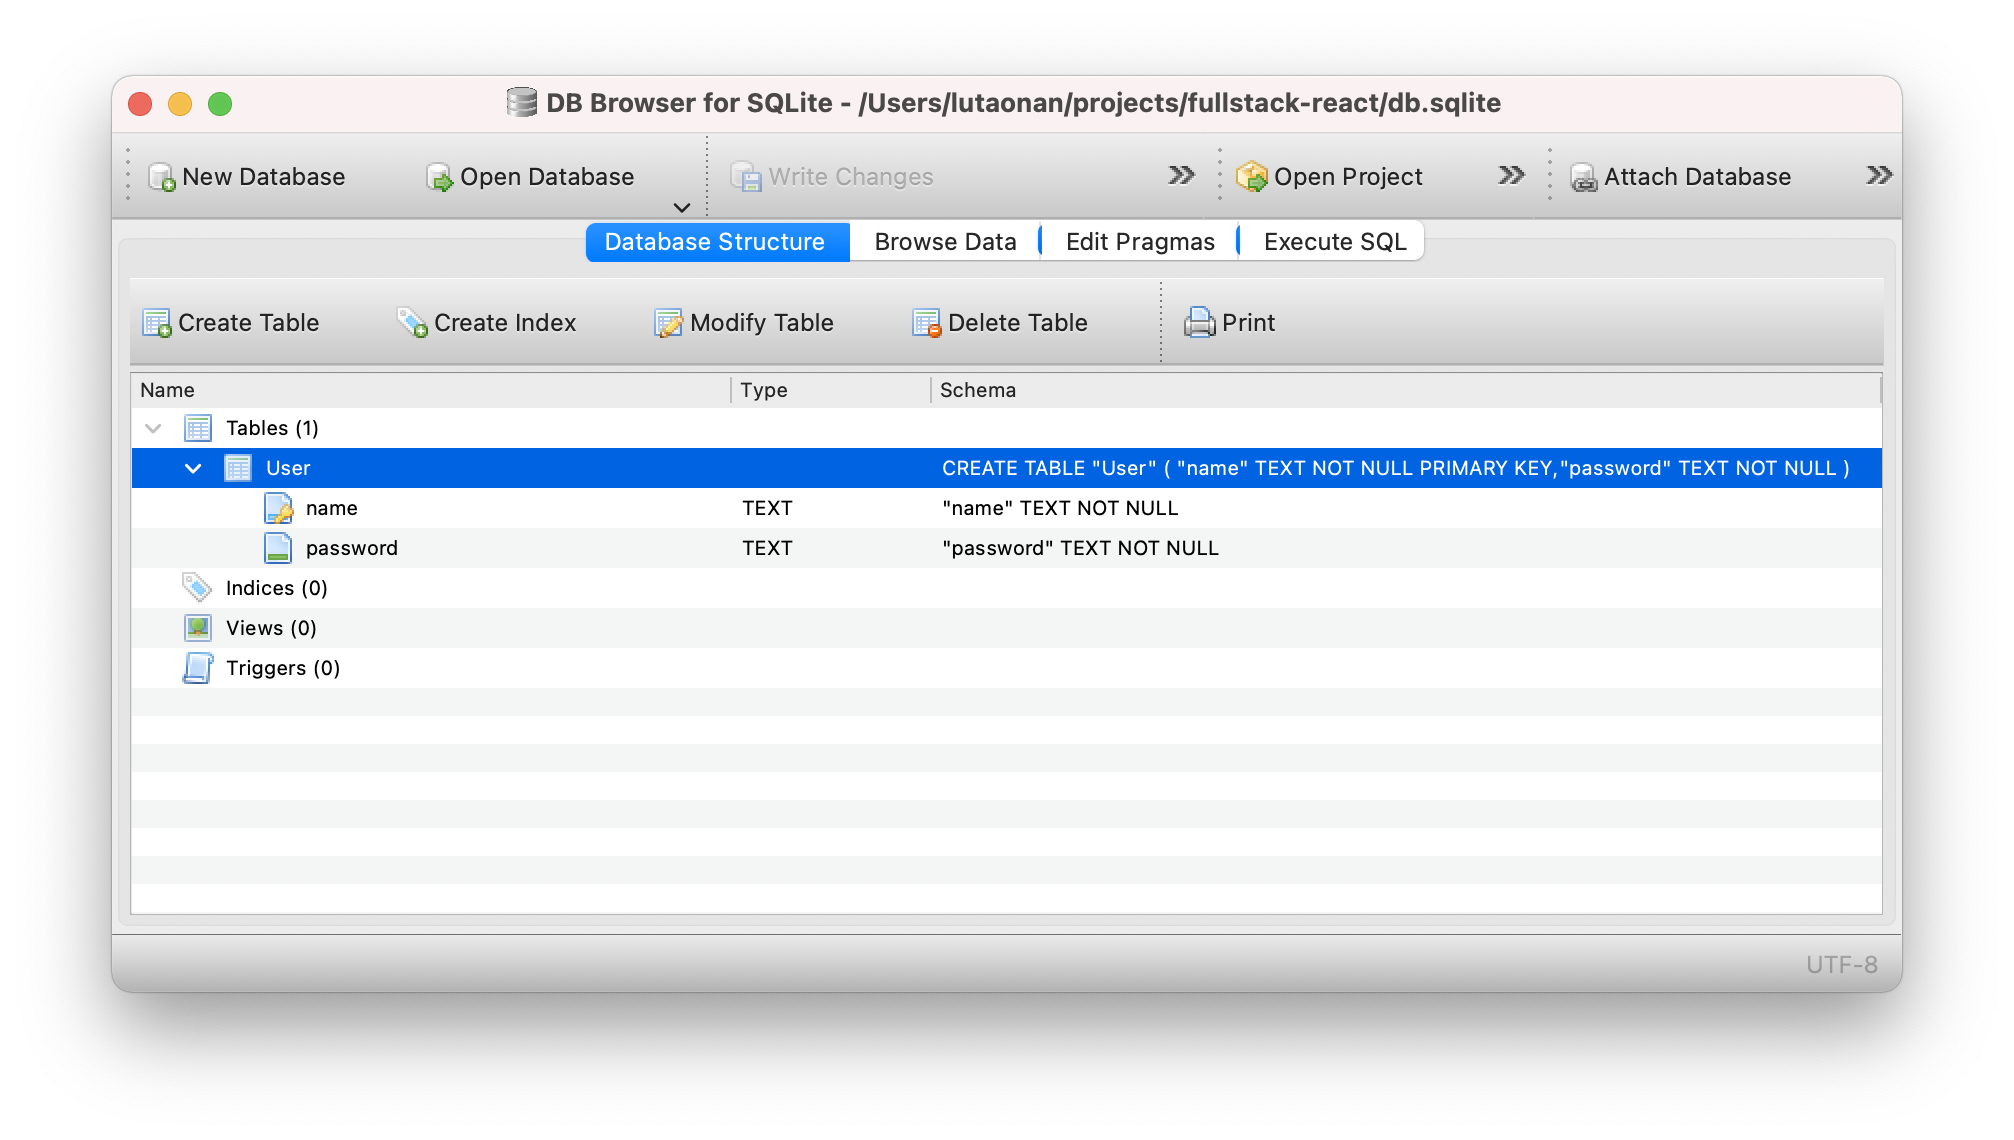 DB Browser for SQLite - /Users/lutaonan/projects/fullstack-react/db.sqlite
New Database Open Database Write Changes Open Project Attach Database
Database Structure Browse Data Edit Pragmas Execute SQL
Create Table Create Index Modify Table Delete Table Print
Name Type Schema
Tables (1)
User CREATE TABLE "User" ( "name" TEXT NOT NULL PRIMARY KEY,"password" TEXT NOT NULL )
name TEXT "name" TEXT NOT NULL
password TEXT "password" TEXT NOT NULL
Indices (0)
Views (0)
Triggers (0)
UTF-8